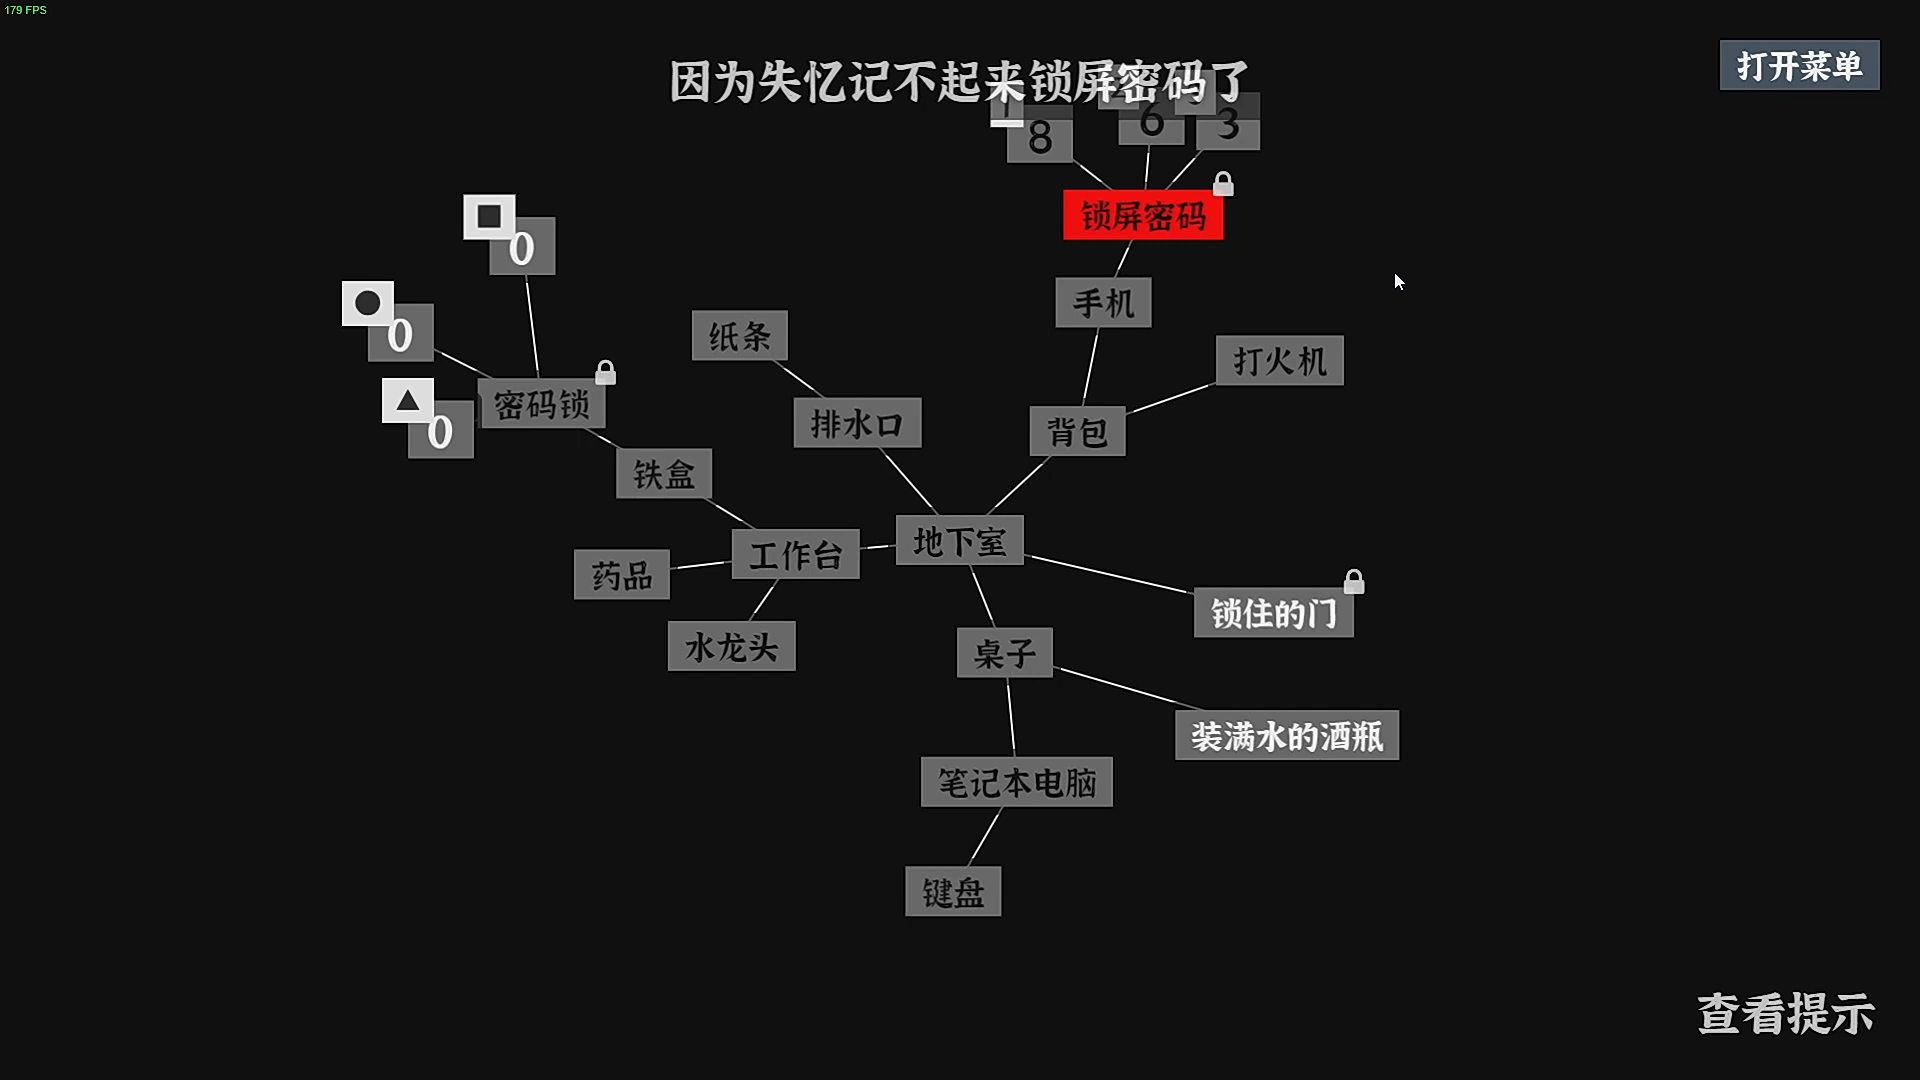 179 FPS
打开菜单
因为失忆记不起来锁屏密码了
8
6
3
锁屏密码
0
手机
0
纸条
打火机
密码锁
排水口
背包
0
铁盒
地下室
工作台
药品
锁住的门
水龙头
桌子
装满水的酒瓶
笔记本电脑
键盘
查看提示